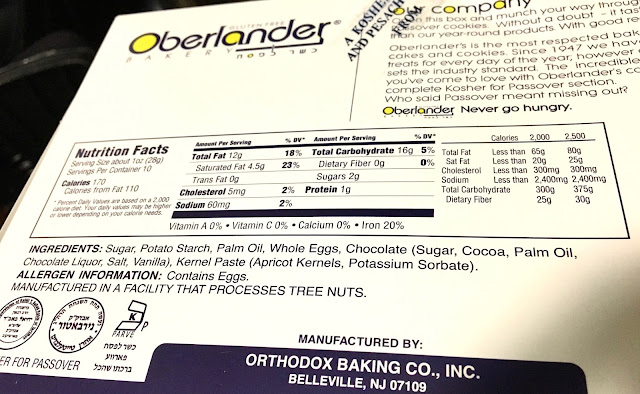 GLUTEN FREE
Oberlander®
BAKERY
כשר לפסח
A KOSHER
AND PESACH
FROM
our company
in this box and munch your way through
cookies. Without a doubt - it
than our year-round products. With good
Oberlander's is the most respected
cakes and cookies. Since 1947 we
treats for every day of the year, however
sets the industry standard. The incredible
you've come to love with Oberlander's
complete Kosher for Passover season.
Who said Passover meant missing out?
Oberlander Never go hungry.
Nutrition Facts
Serving Size about 1oz (28g)
Servings Per Container 10
Calories 170
Calories from Fat 110
* Percent Daily Values are based on a 2,000
calorie diet. Your daily values may be higher
or lower depending on your calorie needs.
Amount Per Serving % DV*
Total Fat 12g 18%
Saturated Fat 4.5g 23%
Trans Fat 0g
Cholesterol 5mg 2%
Sodium 60mg 2%
Amount Per Serving % DV*
Total Carbohydrate 16g 5%
Dietary Fiber 0g 0%
Sugars 2g
Protein 1g
Vitamin A 0% • Vitamin C 0% • Calcium 0% • Iron 20%
Calories 2,000 2,500
Total Fat Less than 65g 80g
Sat Fat Less than 20g 25g
Cholesterol Less than 300mg 300mg
Sodium Less than 2,400mg 2,400mg
Total Carbohydrate 300g 375g
Dietary Fiber 25g 30g
INGREDIENTS: Sugar, Potato Starch, Palm Oil, Whole Eggs, Chocolate (Sugar, Cocoa, Palm Oil,
Chocolate Liquor, Salt, Vanilla), Kernel Paste (Apricot Kernels, Potassium Sorbate).
ALLERGEN INFORMATION: Contains Eggs.
MANUFACTURED IN A FACILITY THAT PROCESSES TREE NUTS.
K P
PARVE
כשר לפסח
פארווע
ברכתו שהכל
FOR PASSOVER
MANUFACTURED BY:
ORTHODOX BAKING CO., INC.
BELLEVILLE, NJ 07109